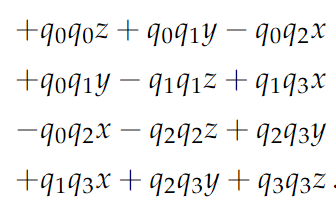 +q₀q₀z + q₀q₁y − q₀q₂x
+q₀q₁y − q₁q₁z + q₁q₃x
−q₀q₂x − q₂q₂z + q₂q₃y
+q₁q₃x + q₂q₃y + q₃q₃z.